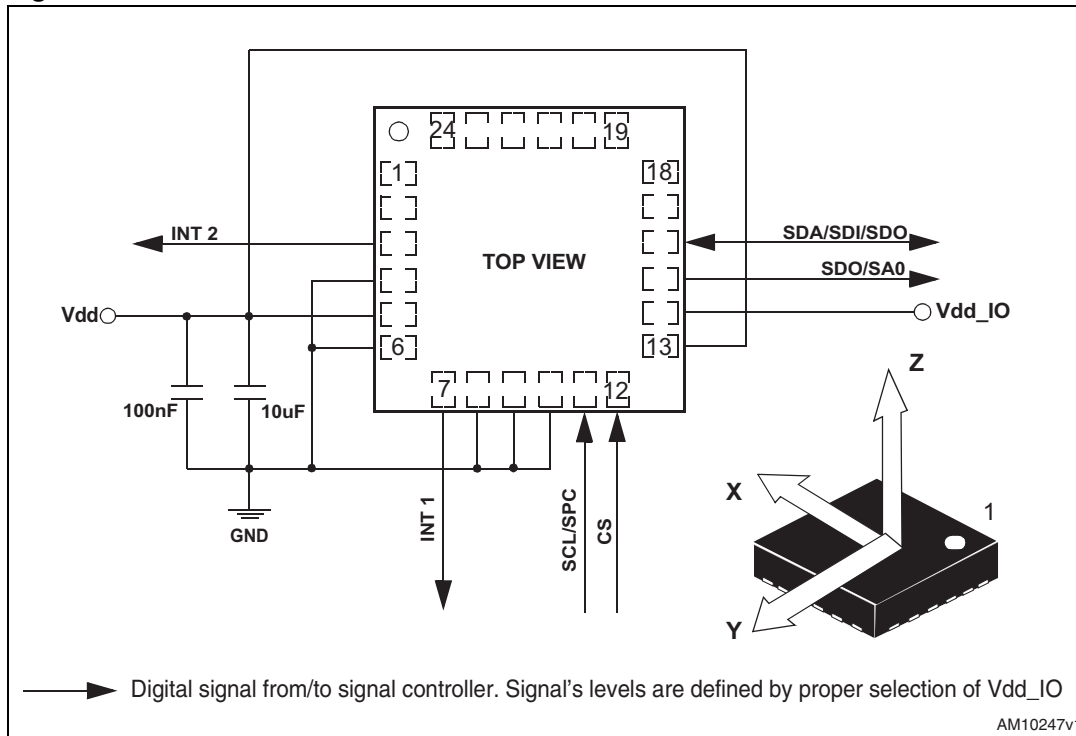 24
19
1
18
INT 2
SDA/SDI/SDO
TOP VIEW
SDO/SA0
Vdd
Vdd_IO
6
13
7
12
100nF
10uF
Z
X
1
GND
INT 1
SCL/SPC
CS
Y
Digital signal from/to signal controller. Signal's levels are defined by proper selection of Vdd_IO
AM10247v1